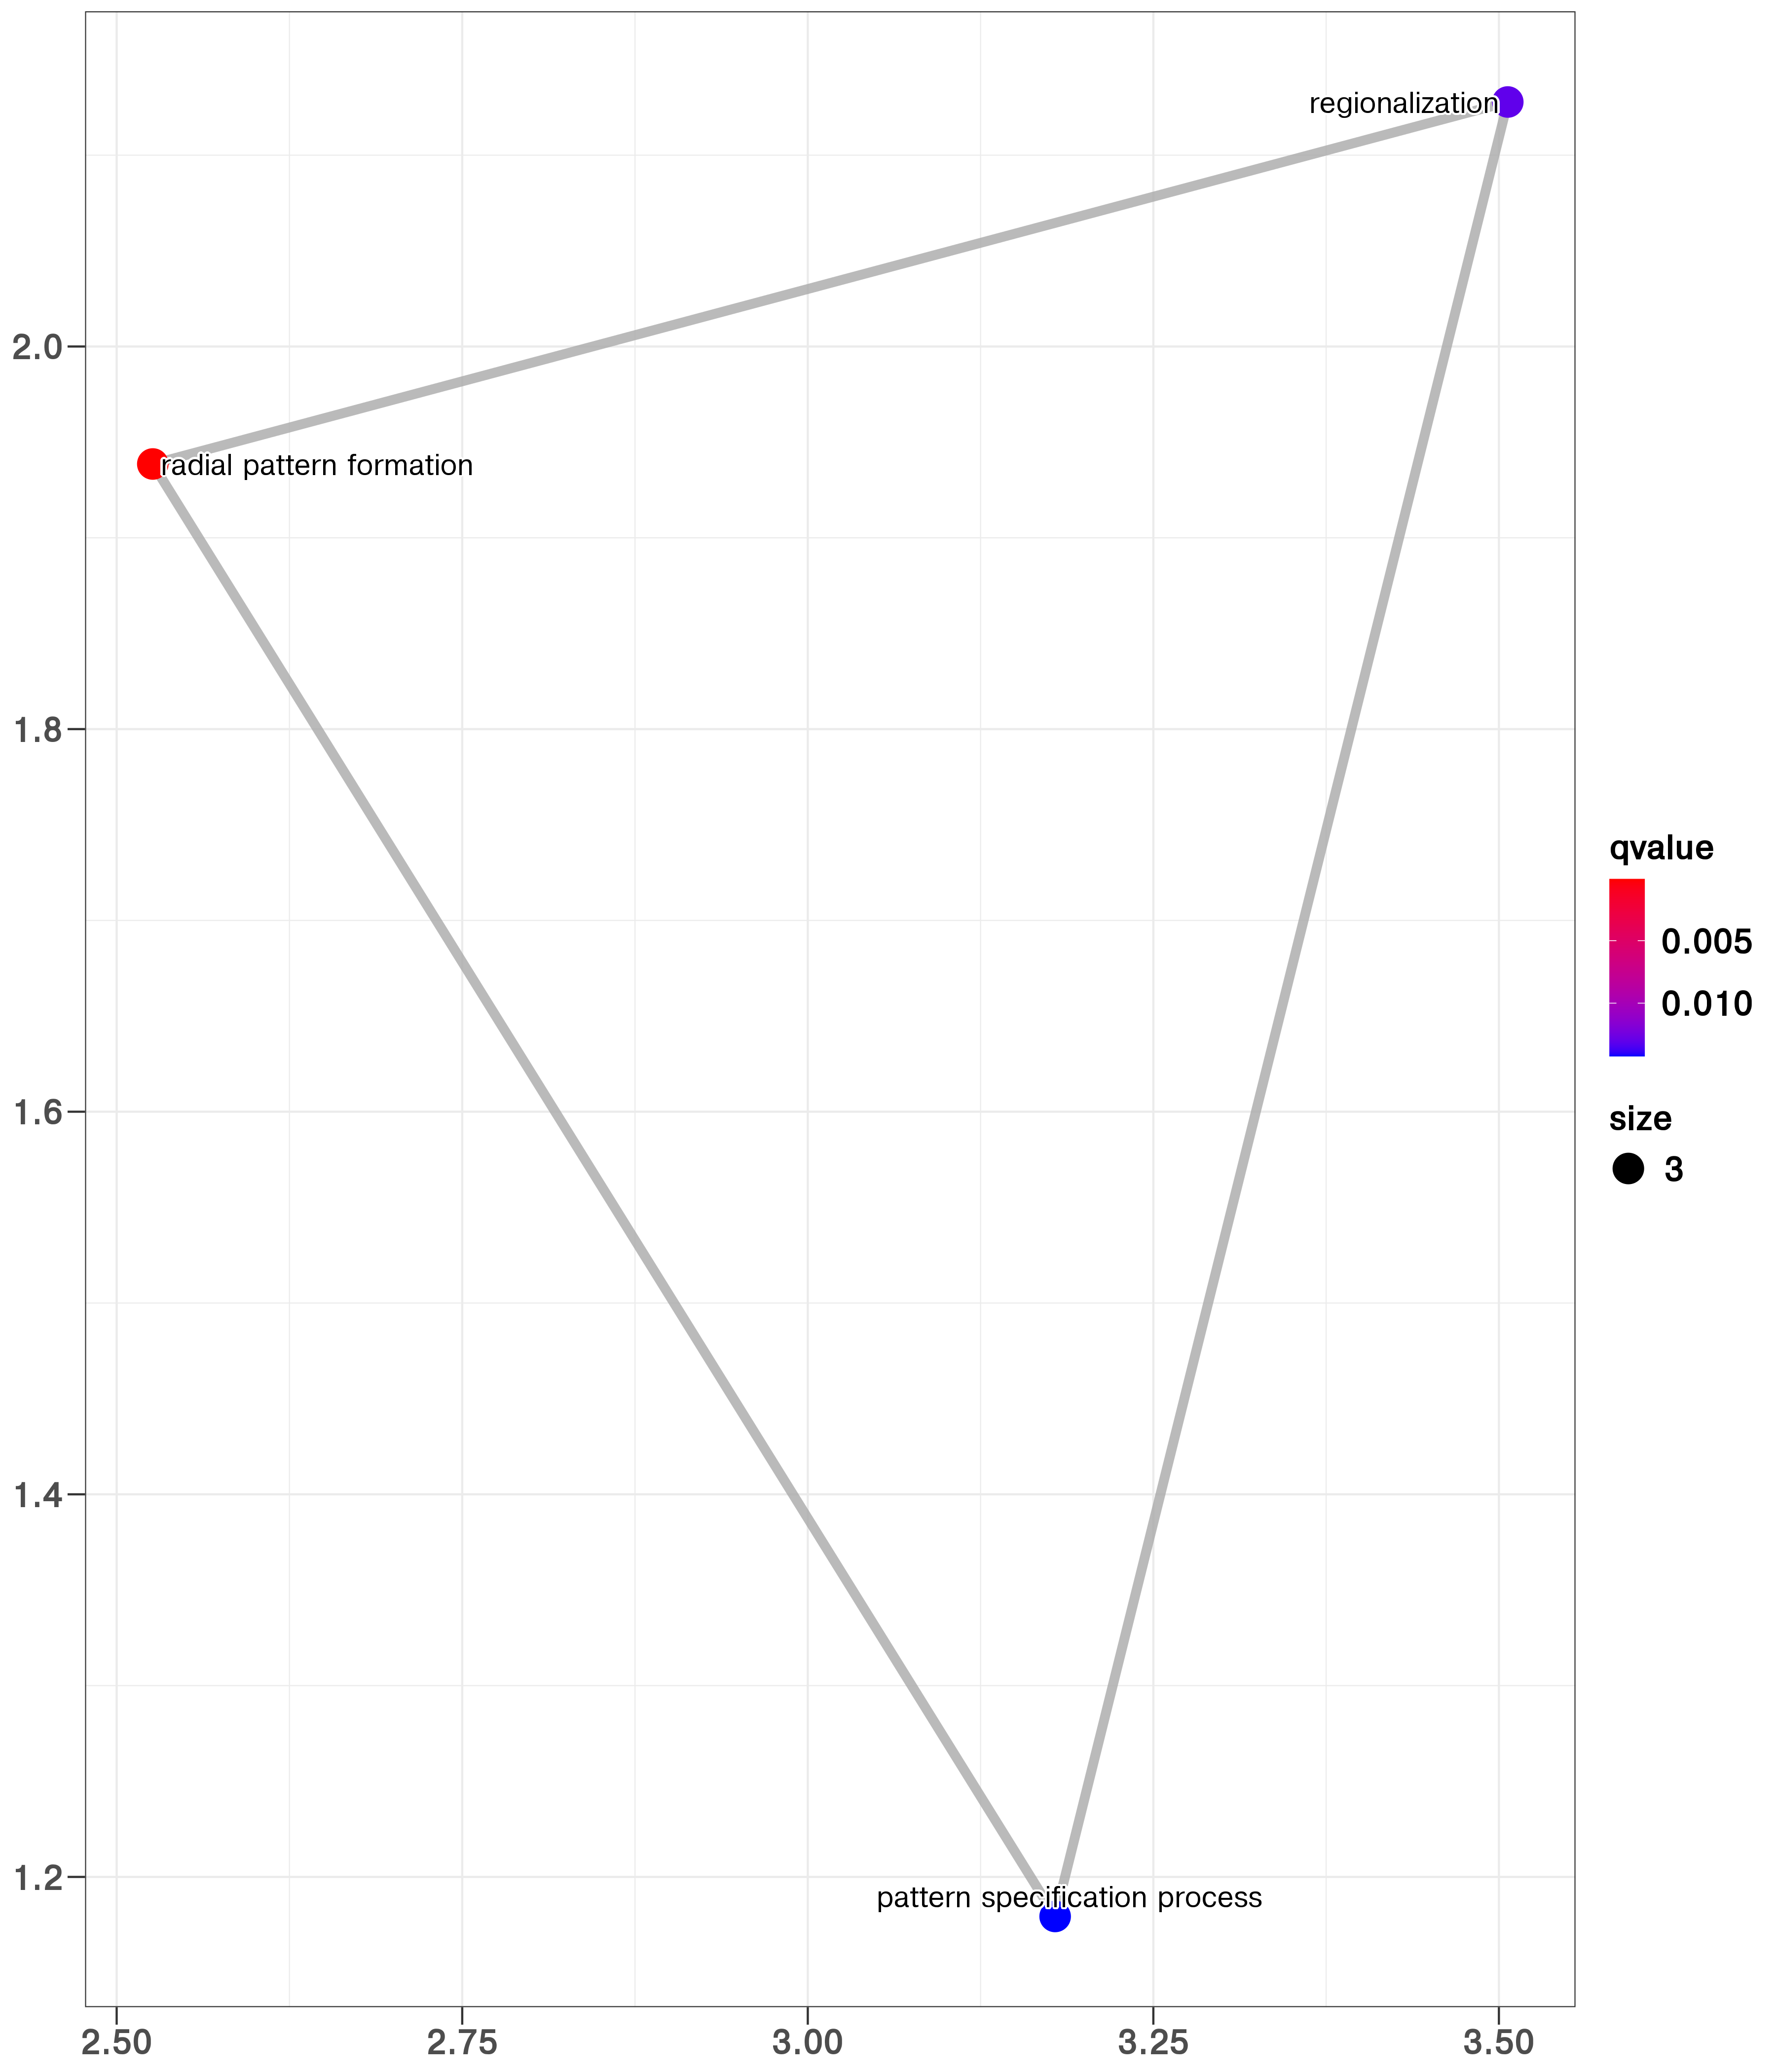 regionalization
2.0
radial pattern formation
1.8
1.6
1.4
1.2
pattern specification process
2.50 2.75 3.00 3.25 3.50
qvalue
0.005
0.010
size
3